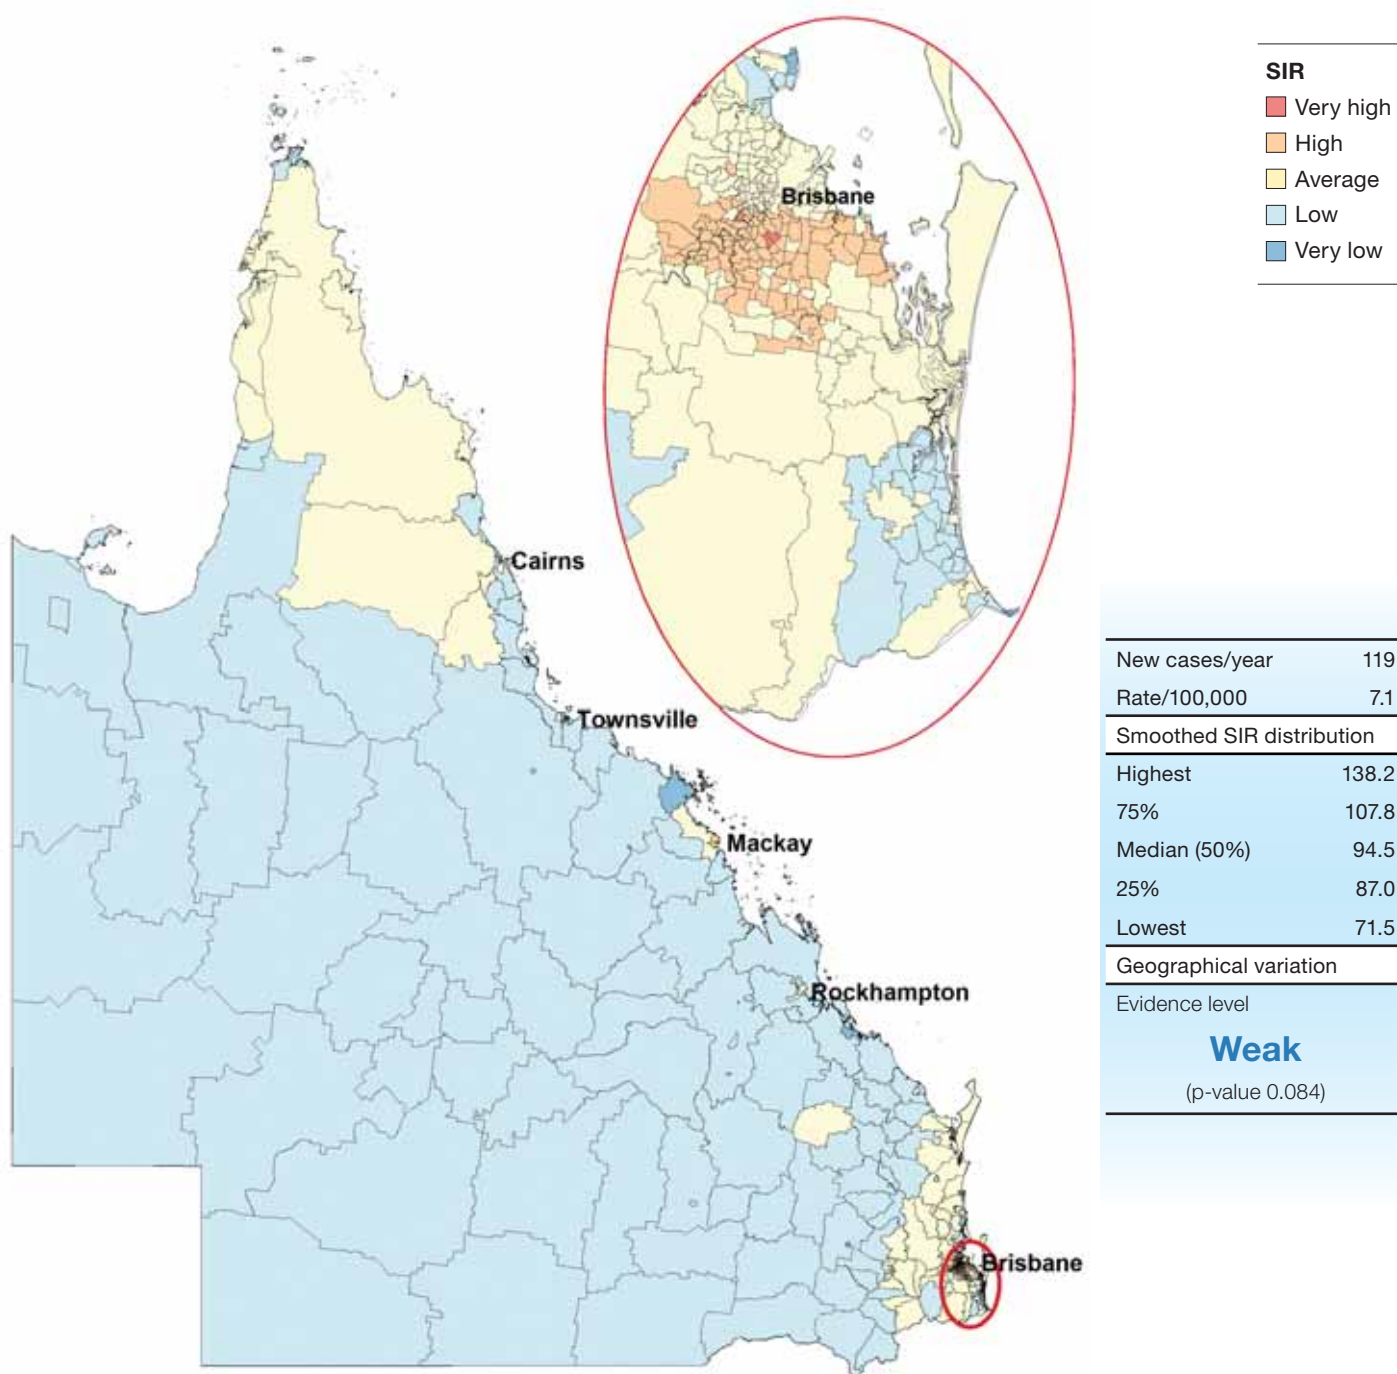 SIR
Very high
High
Average
Low
Very low
Brisbane
Cairns
Townsville
Mackay
Rockhampton
Brisbane
New cases/year 119
Rate/100,000 7.1
Smoothed SIR distribution
Highest 138.2
75% 107.8
Median (50%) 94.5
25% 87.0
Lowest 71.5
Geographical variation
Evidence level
Weak
(p-value 0.084)